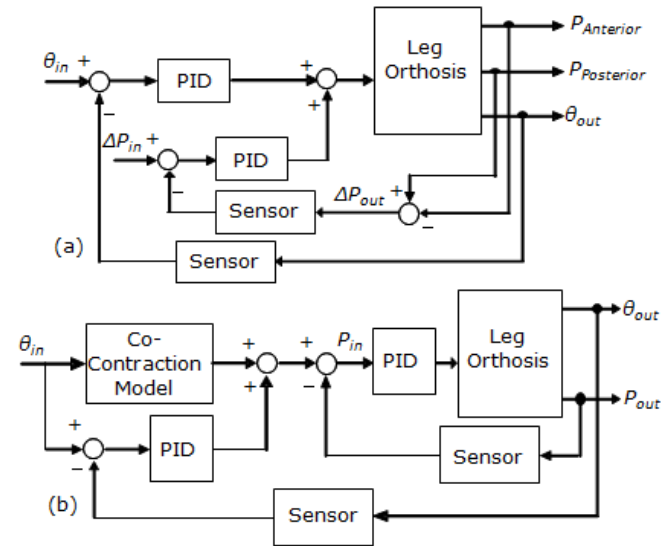 θin + PID + Leg Orthosis PAnterior
− + PPosterior
ΔPin + PID θout
− Sensor ΔPout + −
(a) Sensor
θin Co-Contraction Model + + Pin PID Leg Orthosis θout
+ − Pout
+ PID Sensor
−
(b) Sensor